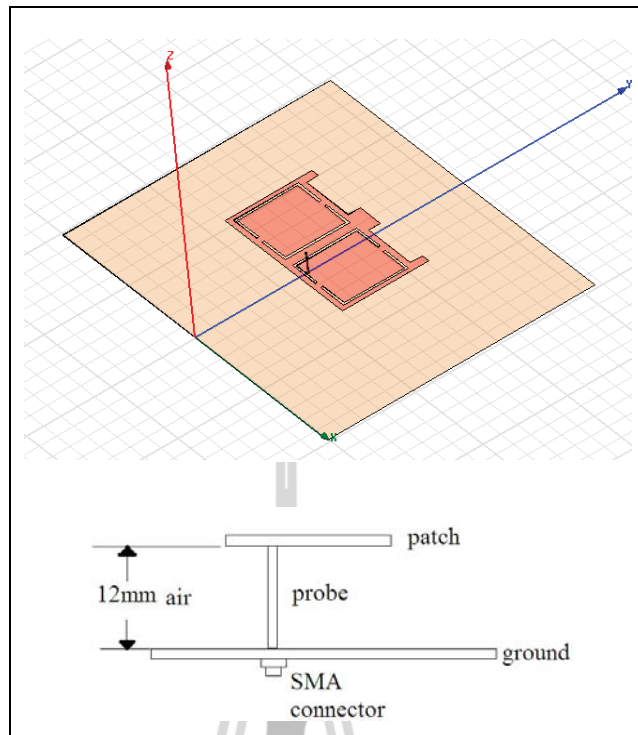 Z
Y
X
patch
12mm air
probe
ground
SMA
connector